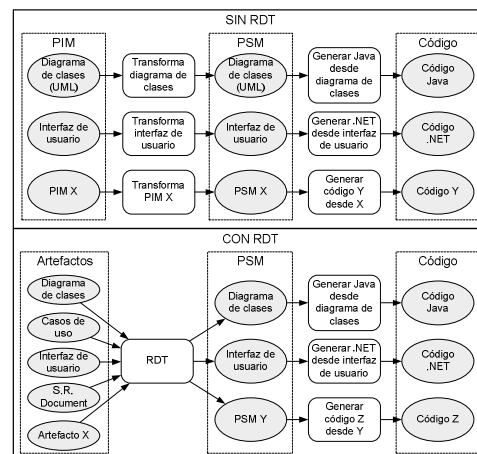 SIN RDT
PIM
PSM
Código
Diagrama
de clases
(UML)
Transforma
diagrama de
clases
Diagrama
de clases
(UML)
Generar Java
desde
diagrama de
clases
Código
Java
Interfaz de
usuario
Transforma
interfaz de
usuario
Interfaz de
usuario
Generar .NET
desde interfaz
de usuario
Código
.NET
PIM X
Transforma
PIM X
PSM X
Generar
código Y
desde X
Código Y
CON RDT
Artefactos
PSM
Código
Diagrama
de clases
Casos de
uso
Interfaz de
usuario
S.R.
Document
Artefacto X
RDT
Diagrama
de clases
Generar Java
desde
diagrama de
clases
Código
Java
Interfaz de
usuario
Generar .NET
desde interfaz
de usuario
Código
.NET
PSM Y
Generar
código Z
desde Y
Código Z